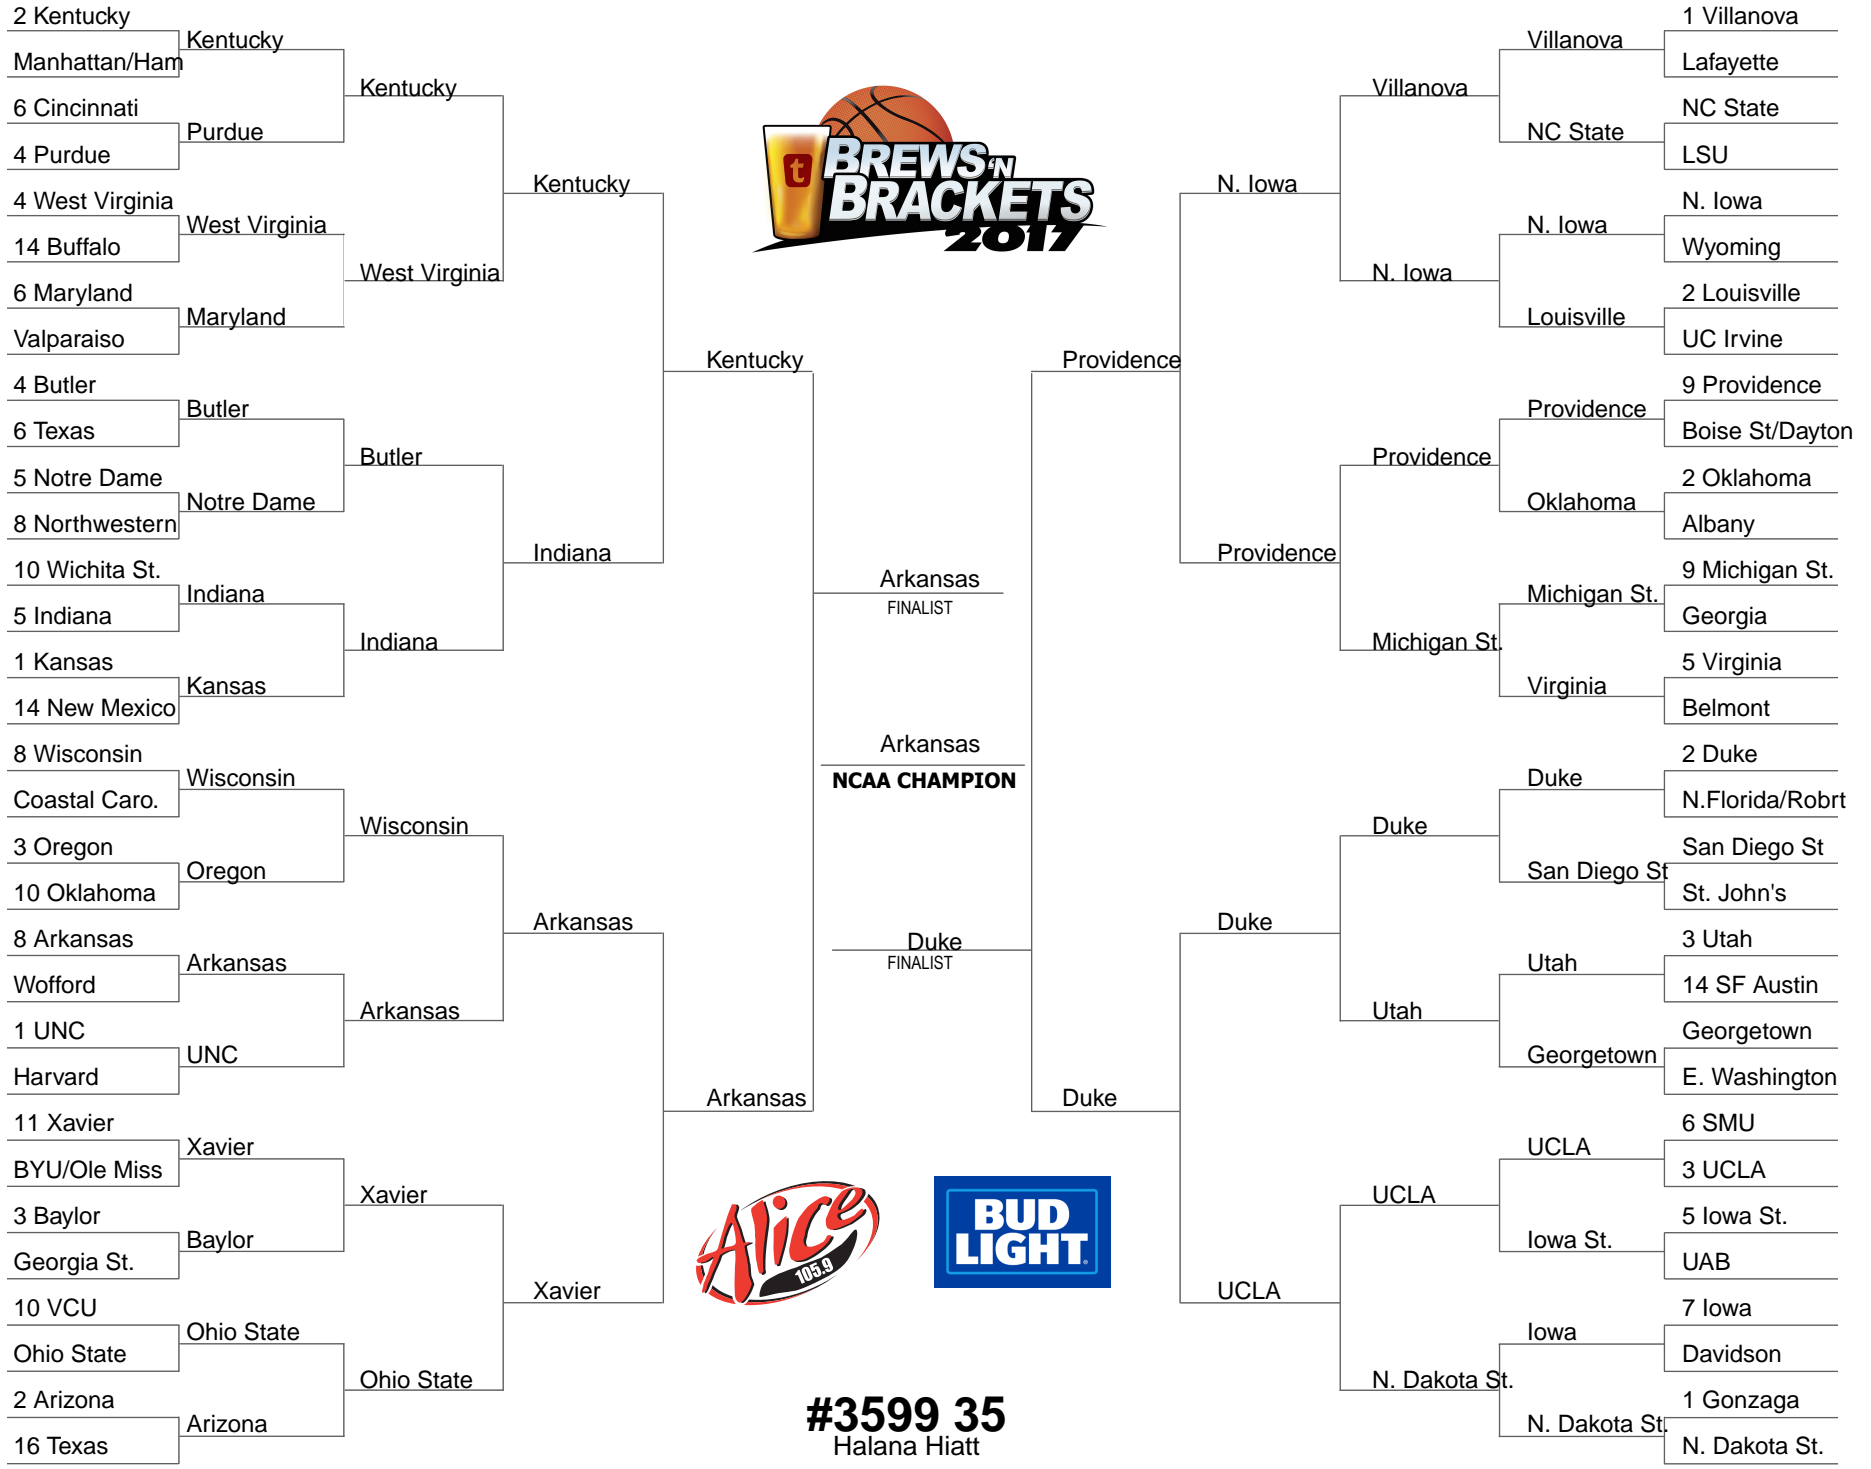 2 Kentucky
Manhattan/Ham
6 Cincinnati
4 Purdue
4 West Virginia
14 Buffalo
6 Maryland
Valparaiso
4 Butler
6 Texas
5 Notre Dame
8 Northwestern
10 Wichita St.
5 Indiana
1 Kansas
14 New Mexico
8 Wisconsin
Coastal Caro.
3 Oregon
10 Oklahoma
8 Arkansas
Wofford
1 UNC
Harvard
11 Xavier
BYU/Ole Miss
3 Baylor
Georgia St.
10 VCU
Ohio State
2 Arizona
16 Texas
Kentucky
Purdue
West Virginia
Maryland
Butler
Notre Dame
Indiana
Kansas
Wisconsin
Oregon
Arkansas
UNC
Xavier
Baylor
Ohio State
Arizona
Kentucky
West Virginia
Butler
Indiana
Wisconsin
Arkansas
Xavier
Ohio State
Kentucky
Indiana
Arkansas
Xavier
Kentucky
Arkansas
t
BREWS 'N
BRACKETS
2017
Arkansas
FINALIST
Arkansas
NCAA CHAMPION
Duke
FINALIST
Alice
105.9
BUD
LIGHT
#3599 35
Halana Hiatt
Providence
Duke
N. Iowa
Providence
Duke
UCLA
Villanova
N. Iowa
Providence
Michigan St.
Duke
Utah
UCLA
N. Dakota St.
Villanova
NC State
N. Iowa
Louisville
Providence
Oklahoma
Michigan St.
Virginia
Duke
San Diego St
Utah
Georgetown
UCLA
Iowa St.
Iowa
N. Dakota St.
1 Villanova
Lafayette
NC State
LSU
N. Iowa
Wyoming
2 Louisville
UC Irvine
9 Providence
Boise St/Dayton
2 Oklahoma
Albany
9 Michigan St.
Georgia
5 Virginia
Belmont
2 Duke
N.Florida/Robrt
San Diego St
St. John's
3 Utah
14 SF Austin
Georgetown
E. Washington
6 SMU
3 UCLA
5 Iowa St.
UAB
7 Iowa
Davidson
1 Gonzaga
N. Dakota St.